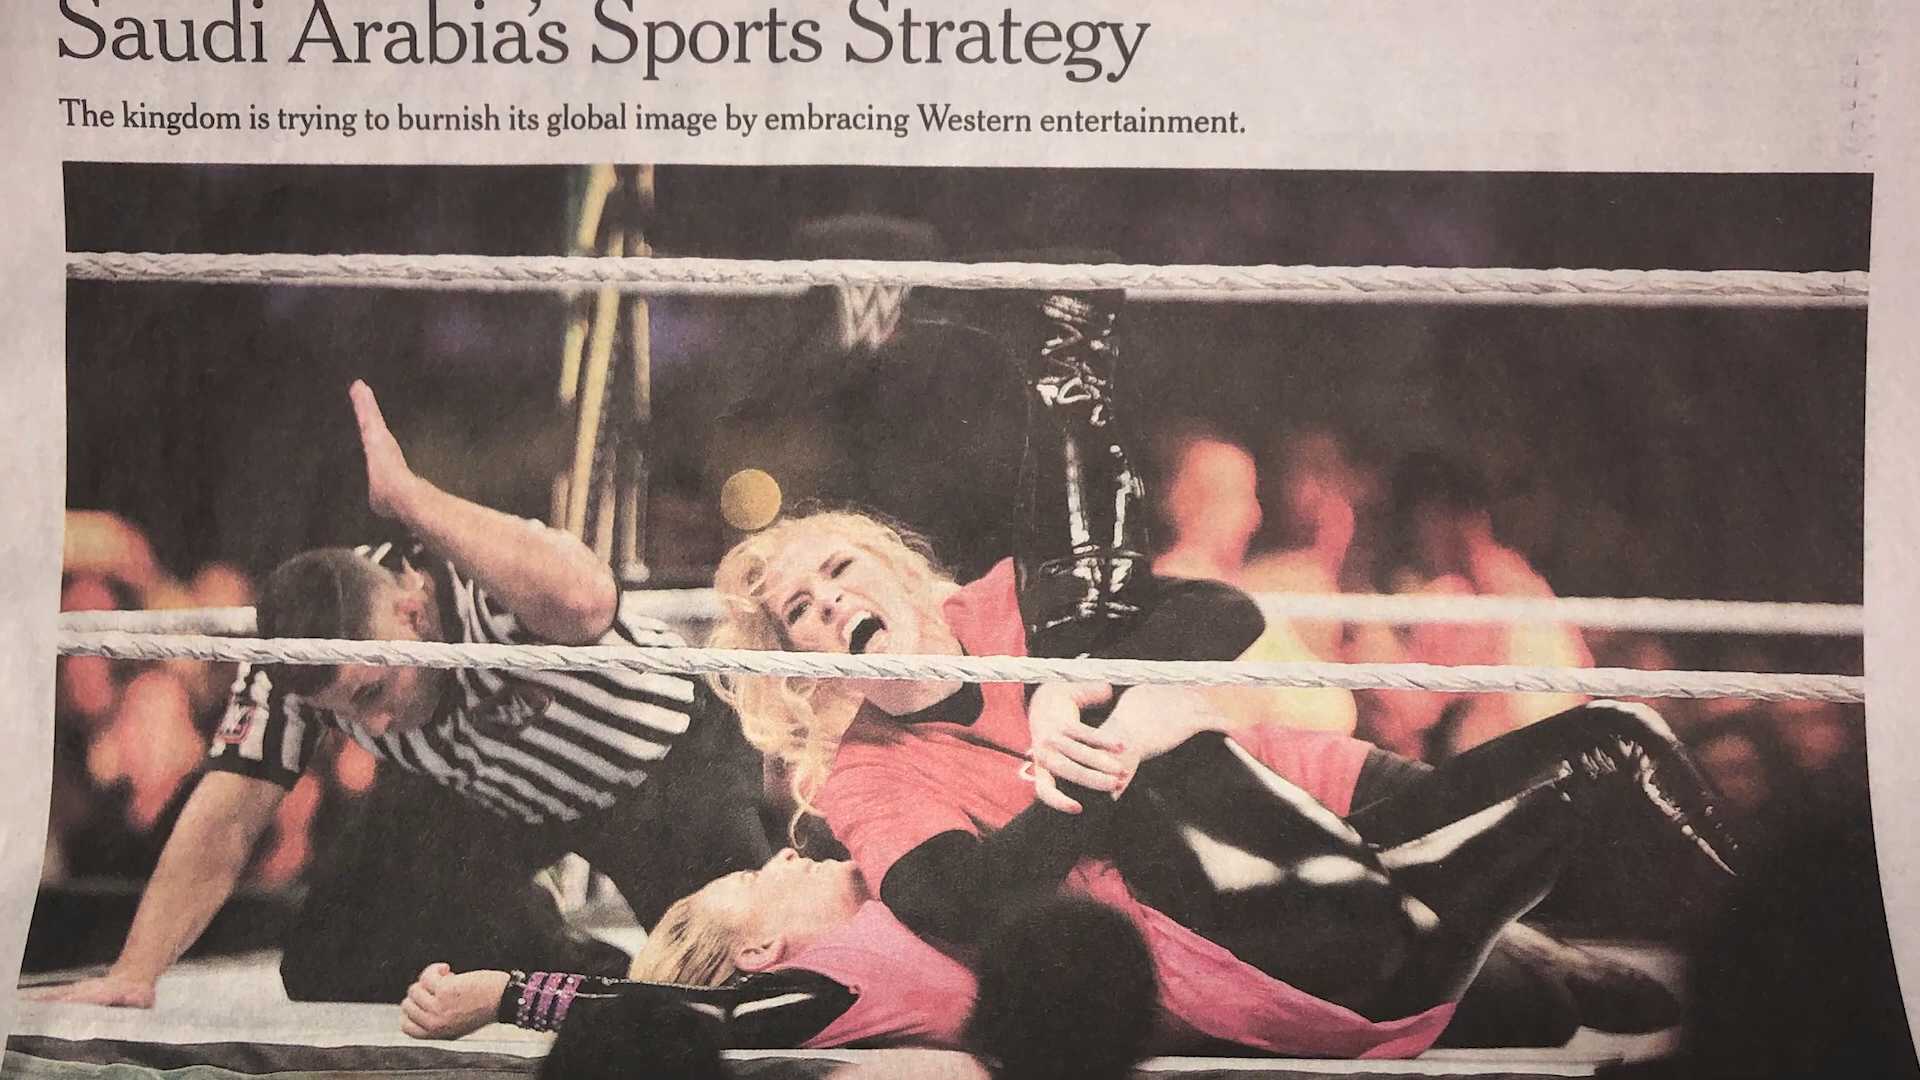 Saudi Arabia's Sports Strategy
The kingdom is trying to burnish its global image by embracing Western entertainment.
W